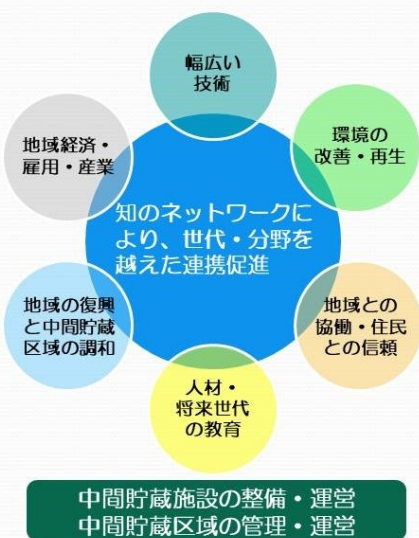 幅広い
技術
地域経済・
雇用・産業
環境の
改善・再生
知のネットワークに
より、世代・分野を
越えた連携促進
地域の復興
と中間貯蔵
区域の調和
地域との
協働・住民
との信頼
人材・
将来世代
の教育
中間貯蔵施設の整備・運営
中間貯蔵区域の管理・運営